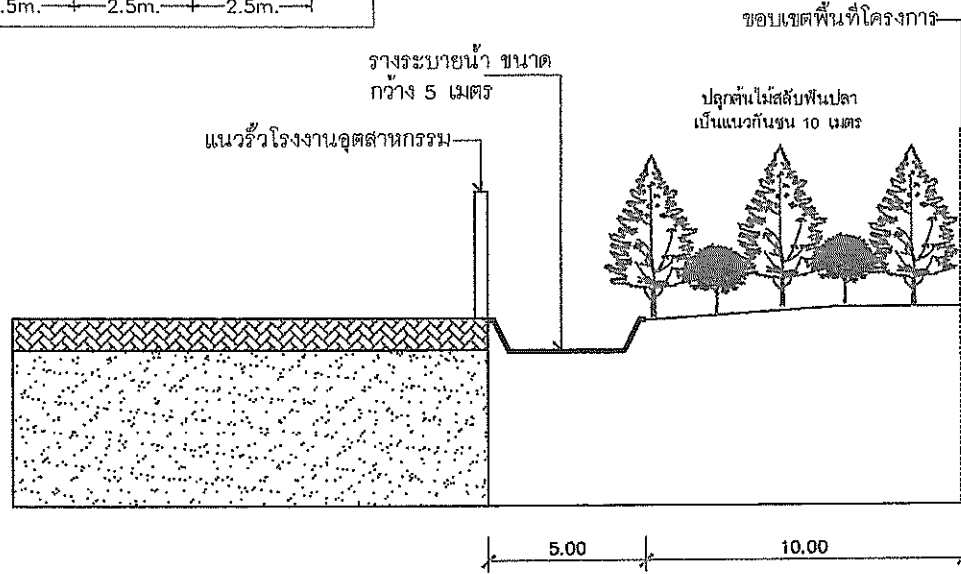 2.5m.
2.5m.
ขอบเขตพื้นที่โครงการ
รางระบายน้ำ ขนาด
กว้าง 5 เมตร
ปลูกต้นไม้สลับฟันปลา
เป็นแนวกันชน 10 เมตร
แนวรั้วโรงงานอุตสาหกรรม
5.00
10.00